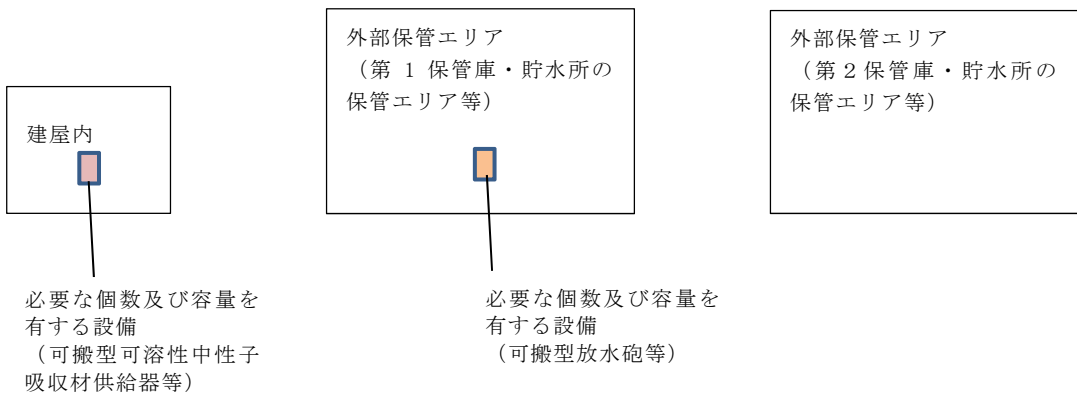 建屋内
必要な個数及び容量を
有する設備
（可搬型可溶性中性子
吸収材供給器等）
外部保管エリア
（第 1 保管庫・貯水所の
保管エリア等）
必要な個数及び容量を
有する設備
（可搬型放水砲等）
外部保管エリア
（第２保管庫・貯水所の
保管エリア等）